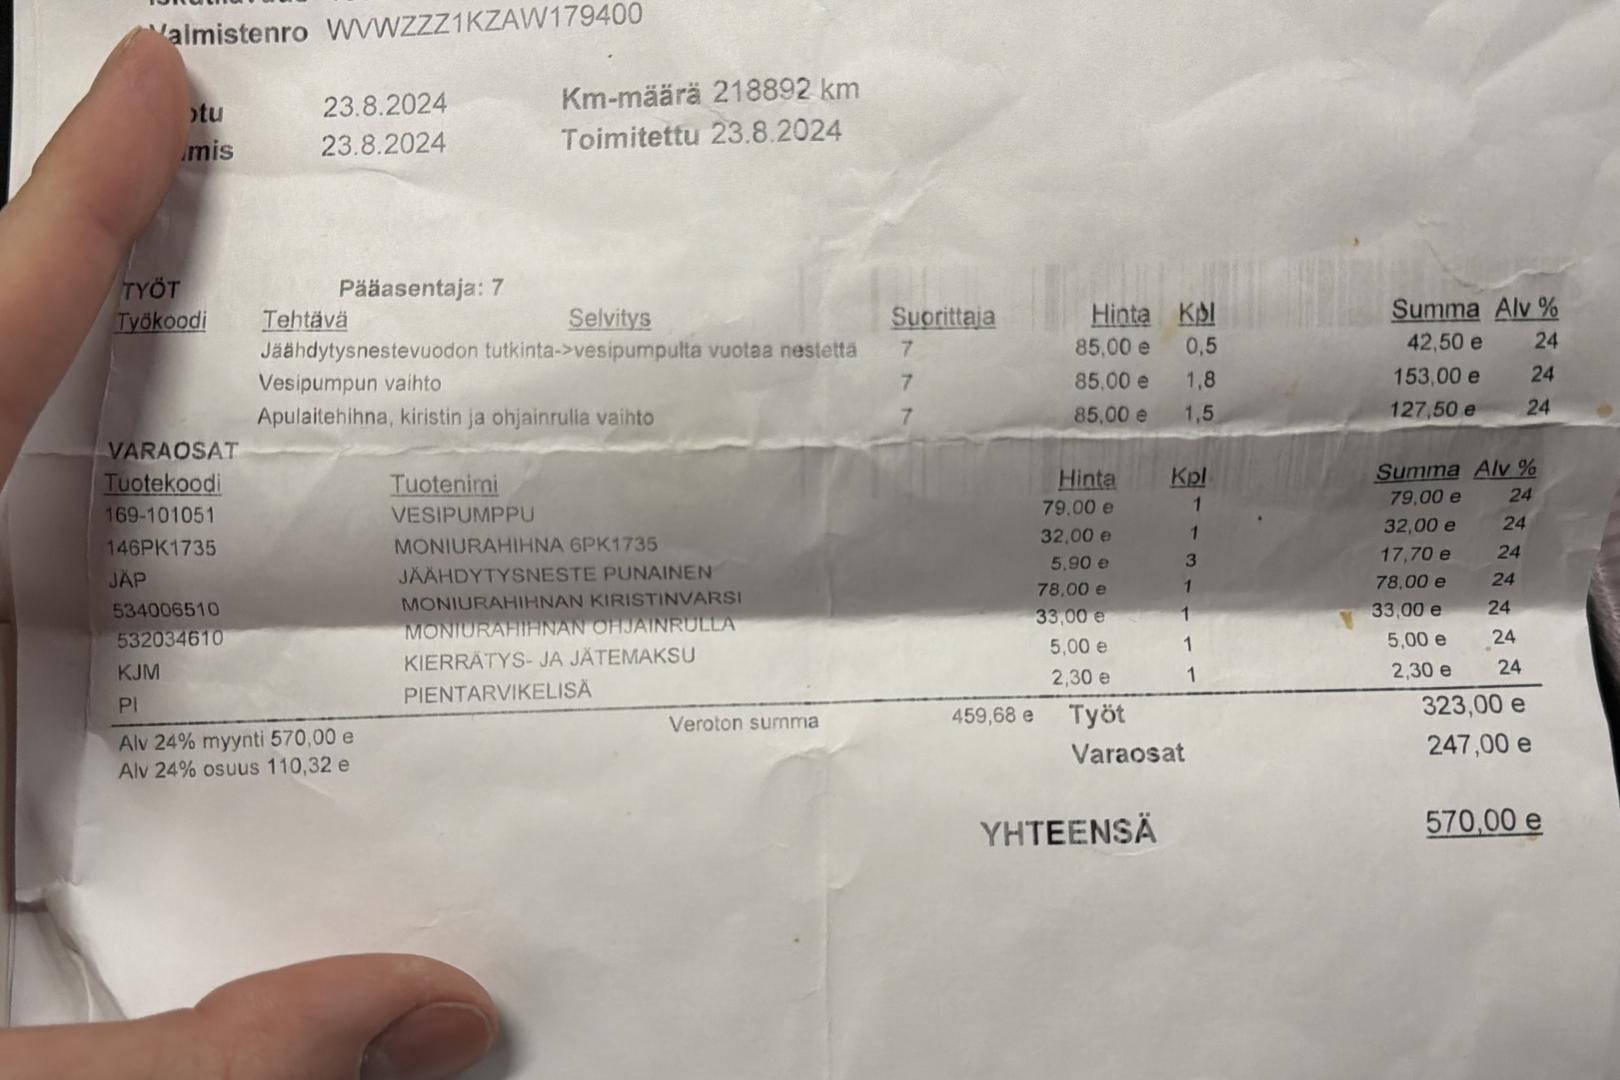 Valmistenro WVWZZZ1KZAW179400
otu 23.8.2024 Km-määrä 218892 km
mis 23.8.2024 Toimitettu 23.8.2024
TYÖT Pääasentaja: 7
Työkoodi Tehtävä Selvitys Suorittaja Hinta Kpl Summa Alv %
Jäähdytysnestevuodon tutkinta->vesipumpulta vuotaa nestettä 7 85,00 e 0,5 42,50 e 24
Vesipumpun vaihto 7 85,00 e 1,8 153,00 e 24
Apulaitehihna, kiristin ja ohjainrulla vaihto 7 85,00 e 1,5 127,50 e 24
VARAOSAT
Tuotekoodi Tuotenimi Hinta Kpl Summa Alv %
169-101051 VESIPUMPPU 79,00 e 1 79,00 e 24
146PK1735 MONIURAHIHNA 6PK1735 32,00 e 1 32,00 e 24
JÄP JÄÄHDYTYSNESTE PUNAINEN 5,90 e 3 17,70 e 24
534006510 MONIURAHIHNAN KIRISTINVARSI 78,00 e 1 78,00 e 24
532034610 MONIURAHIHNAN OHJAINRULLA 33,00 e 1 33,00 e 24
KJM KIERRÄTYS- JA JÄTEMAKSU 5,00 e 1 5,00 e 24
PI PIENTARVIKELISÄ 2,30 e 1 2,30 e 24
Alv 24% myynti 570,00 e Veroton summa 459,68 e Työt 323,00 e
Alv 24% osuus 110,32 e Varaosat 247,00 e
YHTEENSÄ 570,00 e